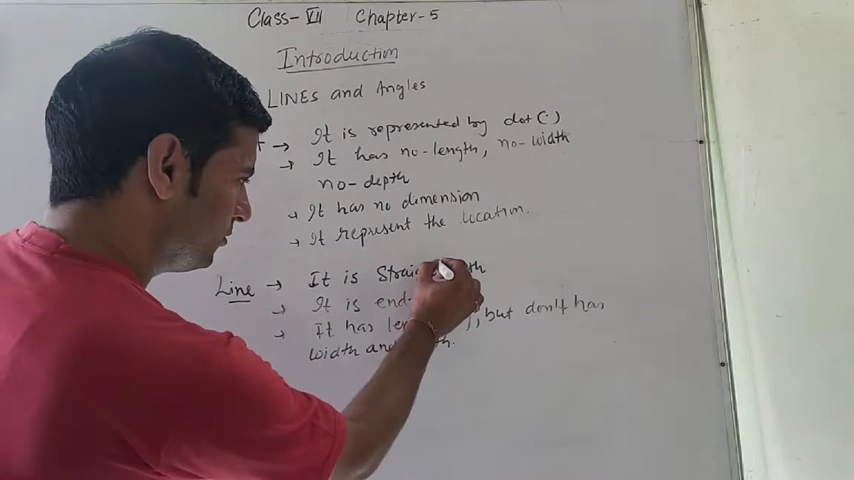 Class-VII Chapter-5
Introduction
LINES and Angles
→ It is represented by dot (·)
→ It has no-length, no-width
no-depth
→ It has no dimension
→ It represent the location.
Line → It is
→ It is
→ It has , but don't has
width